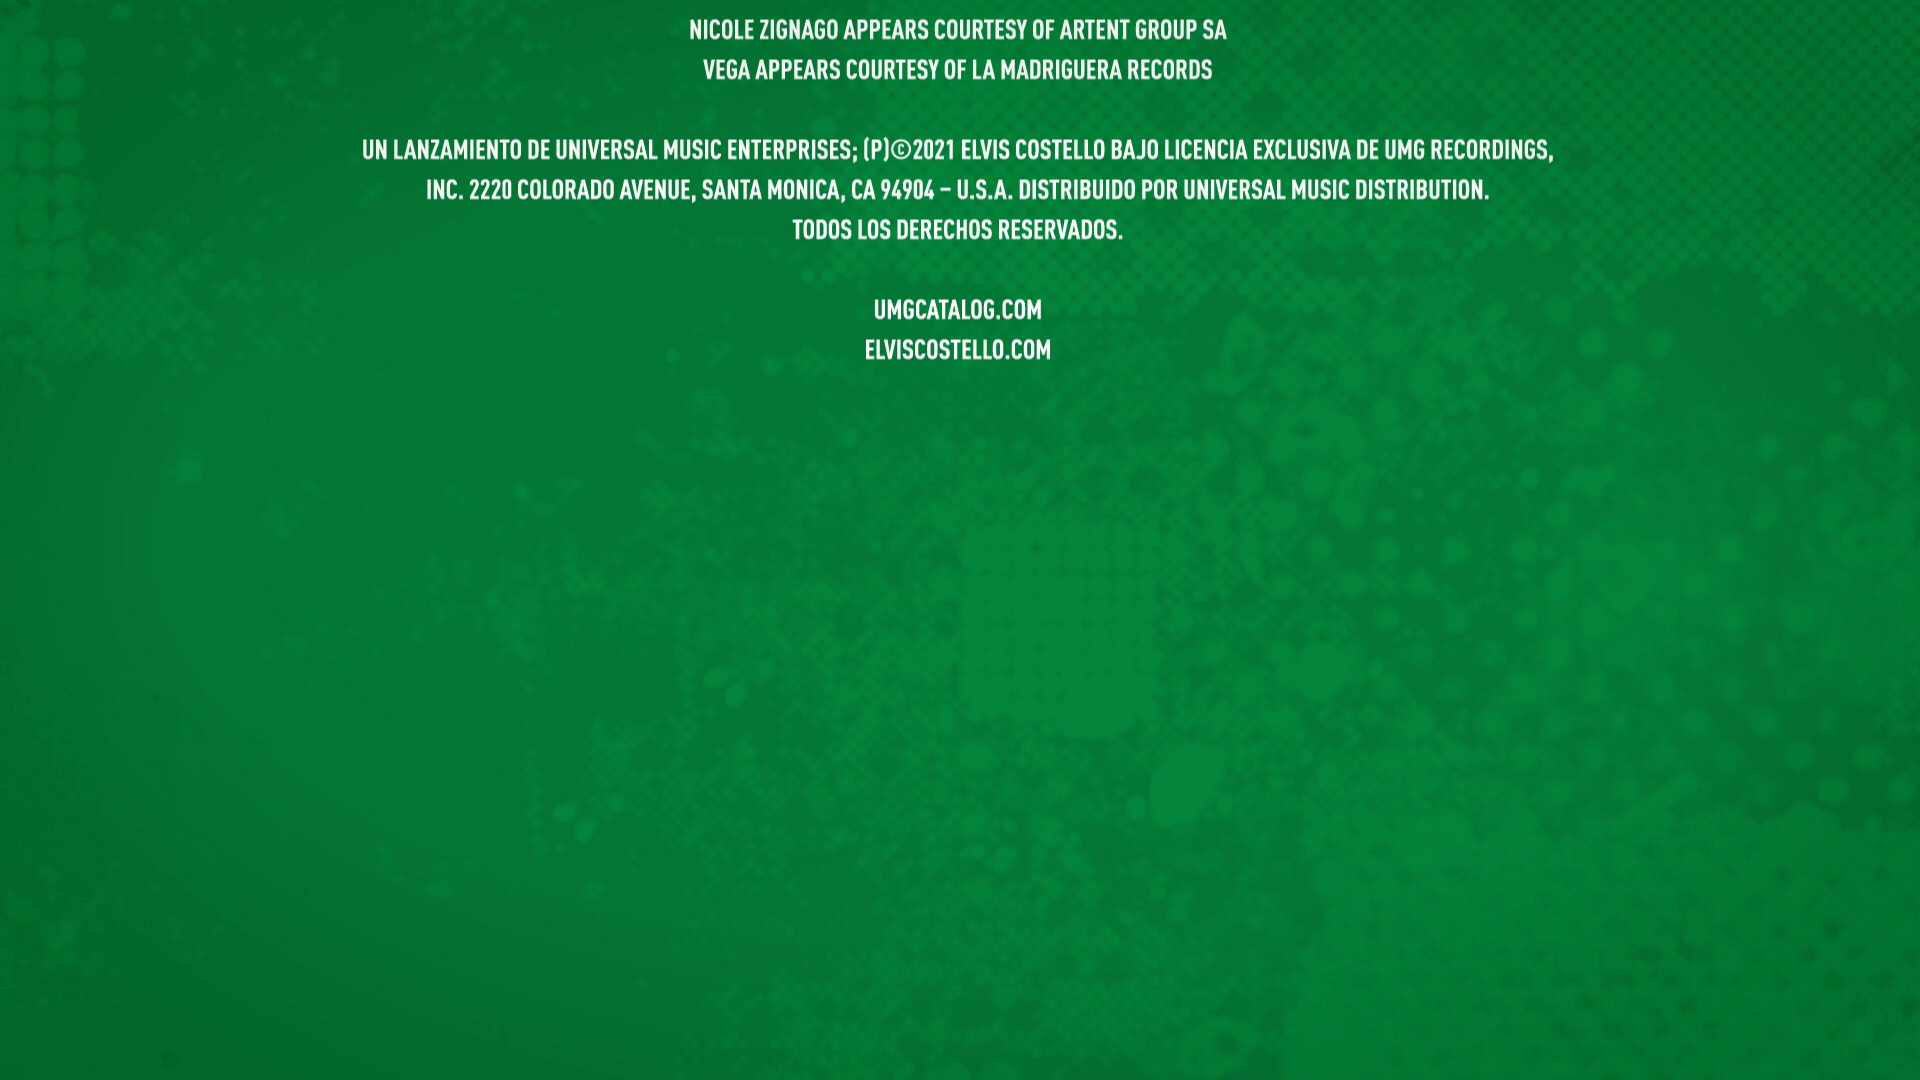 NICOLE ZIGNAGO APPEARS COURTESY OF ARTENT GROUP SA
VEGA APPEARS COURTESY OF LA MADRIGUERA RECORDS
UN LANZAMIENTO DE UNIVERSAL MUSIC ENTERPRISES; (P)©2021 ELVIS COSTELLO BAJO LICENCIA EXCLUSIVA DE UMG RECORDINGS,
INC. 2220 COLORADO AVENUE, SANTA MONICA, CA 94904 – U.S.A. DISTRIBUIDO POR UNIVERSAL MUSIC DISTRIBUTION.
TODOS LOS DERECHOS RESERVADOS.
UMGCATALOG.COM
ELVISCOSTELLO.COM